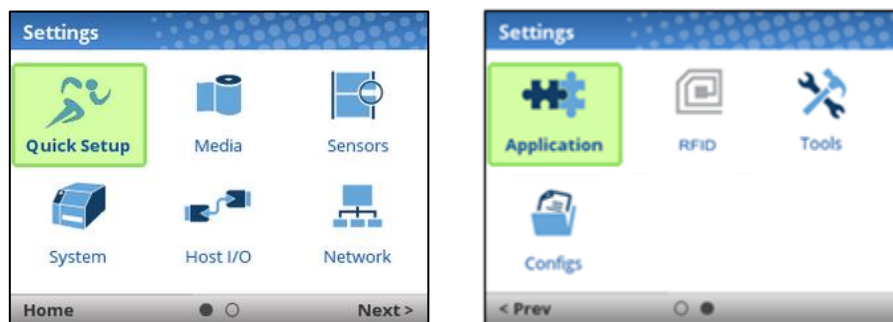 Settings
Quick Setup Media Sensors
System Host I/O Network
Home Next >
Settings
Application RFID Tools
Configs
< Prev